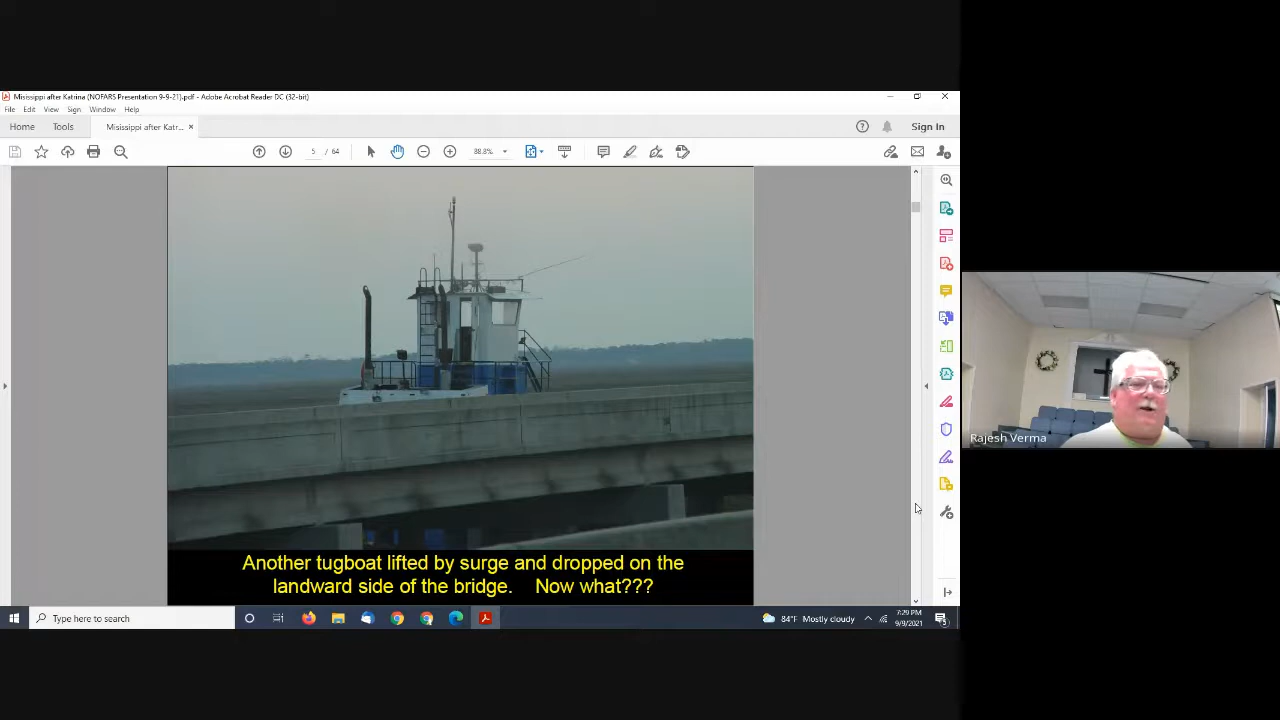 Misissippi after Katrina (NOFARS Presentation 9-9-21).pdf - Adobe Acrobat Reader DC (32-bit)
File Edit View Sign Window Help
Home Tools Misissippi after Katr... × Sign In
5 / 64 88.8%
Another tugboat lifted by surge and dropped on the
landward side of the bridge. Now what???
Rajesh Verma
Type here to search
84°F Mostly cloudy
7:29 PM
9/9/2021